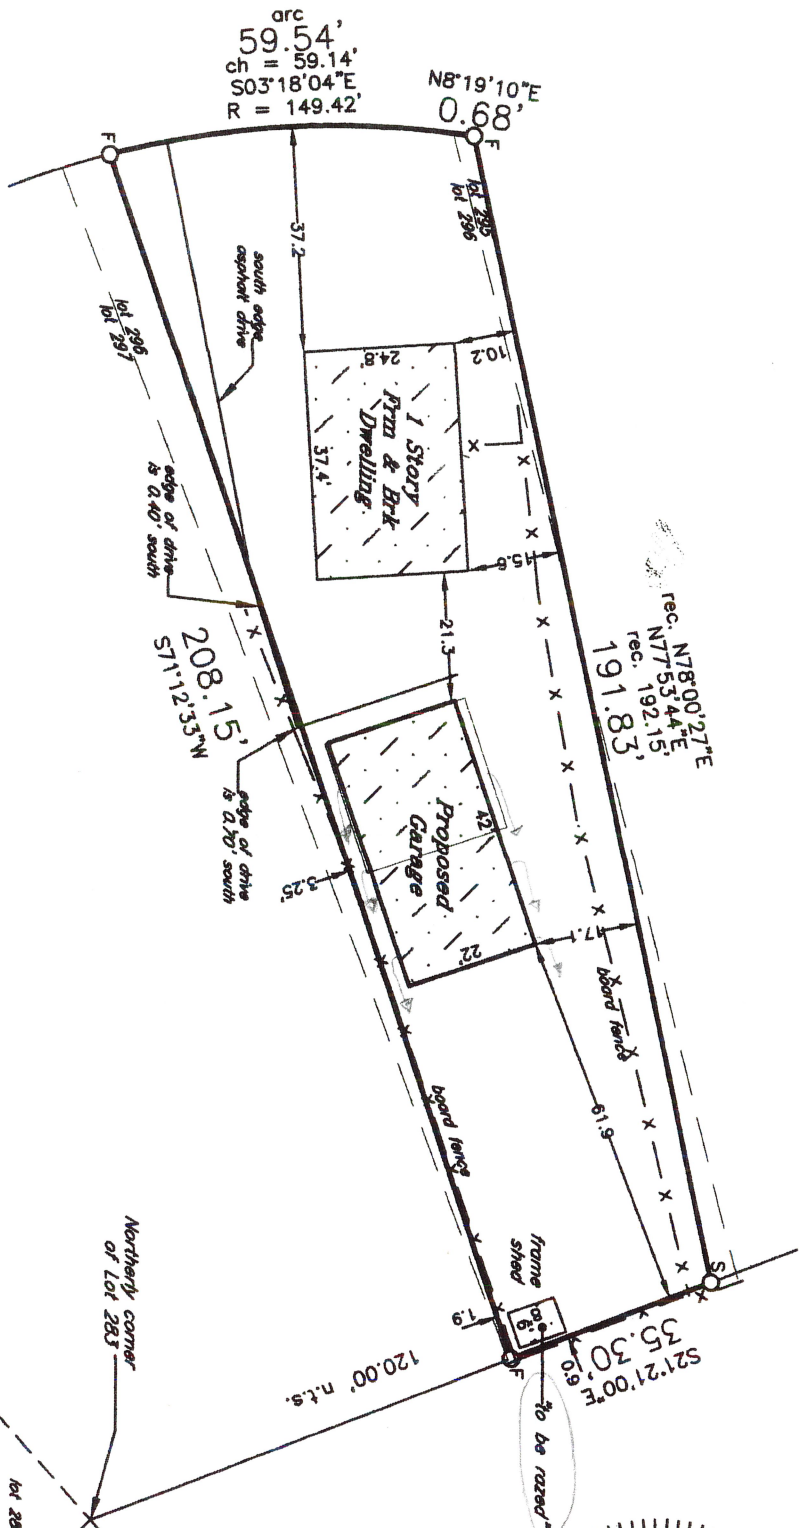 arc
59.54'
ch = 59.14'
S03°18'04"E
R = 149.42'
N8°19'10"E
0.68'
F
F
lot 295
lot 296
37.2
south edge
asphalt drive
lot 296
lot 297
10.2
24.8'
1 Story
Frm & Brk
Dwelling
37.4'
X
15.6
edge of drive
is 0.40' south
21.3
rec. N78°00'27"E
N77°53'44"E
rec. 192.15'
191.83'
208.15'
S71°12'33"W
edge of drive
is 0.70' south
Proposed
Garage
42'
22'
3.25'
17.1
board fence
61.9
board fence
frame
shed
8'
6'
1.9
6.0'
S
F
35.30'
S21°21'00"E
"to be razed"
120.00' n.t.s.
Northerly corner
of Lot 283
lot 28